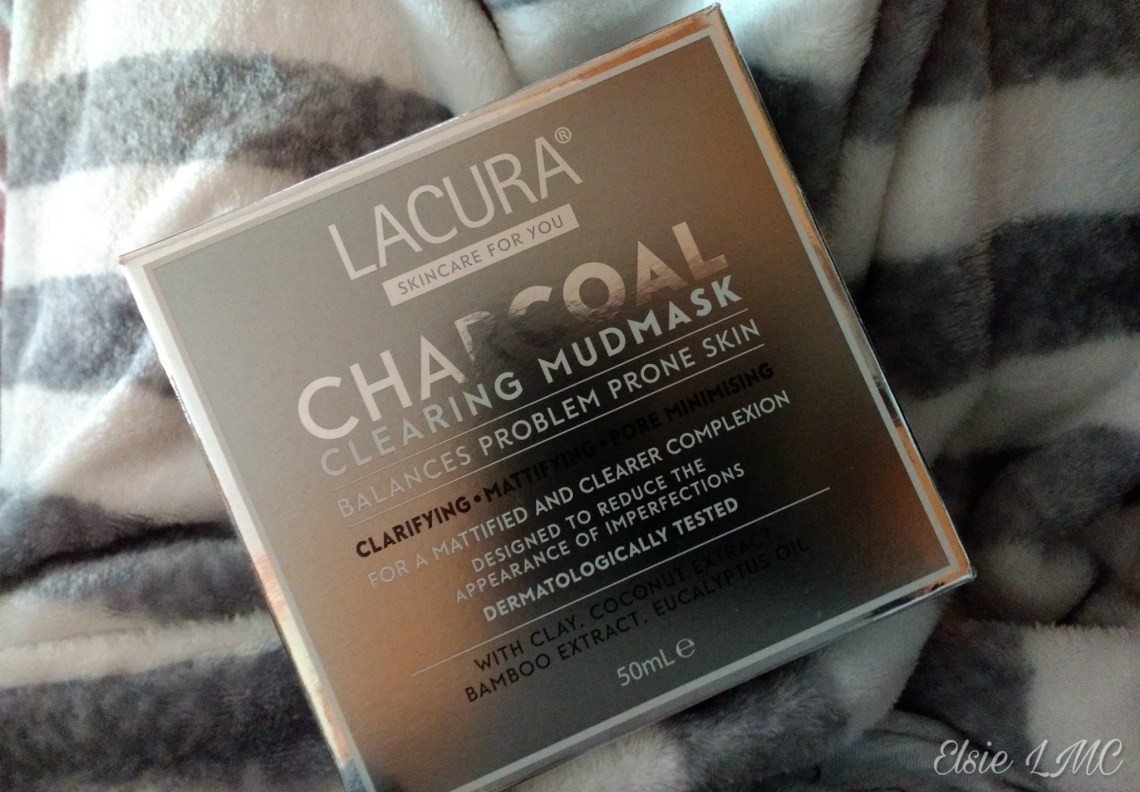 LACURA®
SKINCARE FOR YOU
CHARCOAL
CLEARING MUDMASK
BALANCES PROBLEM PRONE SKIN
CLARIFYING • MATTIFYING • PORE MINIMISING
FOR A MATTIFIED AND CLEARER COMPLEXION
DESIGNED TO REDUCE THE
APPEARANCE OF IMPERFECTIONS
DERMATOLOGICALLY TESTED
WITH CLAY, COCONUT EXTRACT,
BAMBOO EXTRACT, EUCALYPTUS OIL
50mL ℮
Elsie LMC